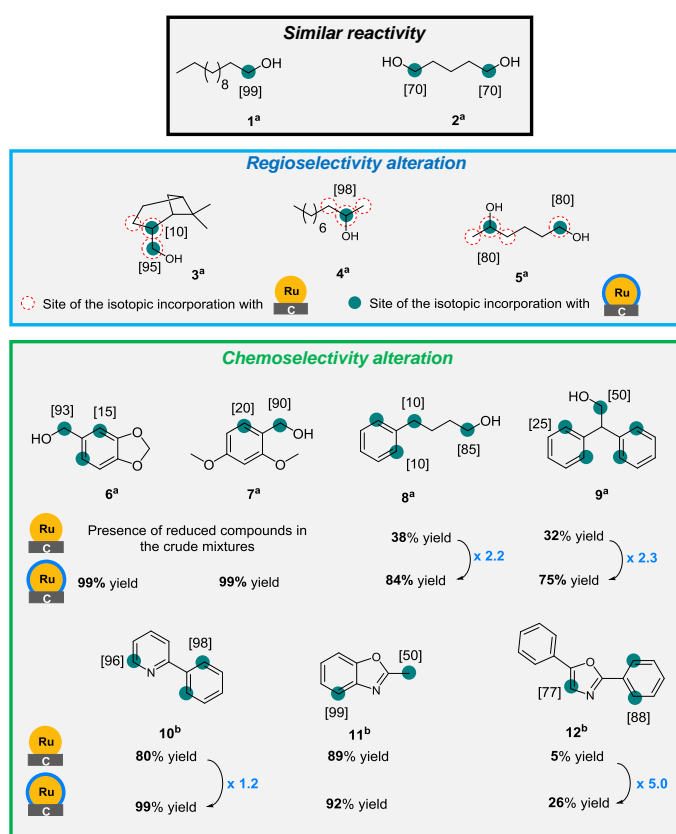 Similar reactivity
OH
8
[99]
1ᵃ
HO
OH
[70]
[70]
2ᵃ
Regioselectivity alteration
[10]
OH
[95]
3ᵃ
[98]
6
OH
4ᵃ
[80]
OH
OH
[80]
5ᵃ
Site of the isotopic incorporation with
Ru
C
Site of the isotopic incorporation with
Ru
C
Chemoselectivity alteration
[93]
[15]
HO
O
O
6ᵃ
[20]
[90]
OH
O
O
7ᵃ
[10]
OH
[85]
[10]
8ᵃ
HO
[50]
[25]
9ᵃ
Ru
C
Presence of reduced compounds in
the crude mixtures
38% yield
32% yield
x 2.2
x 2.3
Ru
C
99% yield
99% yield
84% yield
75% yield
[96]
[98]
N
10ᵇ
O
[50]
N
[99]
11ᵇ
O
[77]
N
[88]
12ᵇ
Ru
C
80% yield
89% yield
5% yield
x 1.2
x 5.0
Ru
C
99% yield
92% yield
26% yield